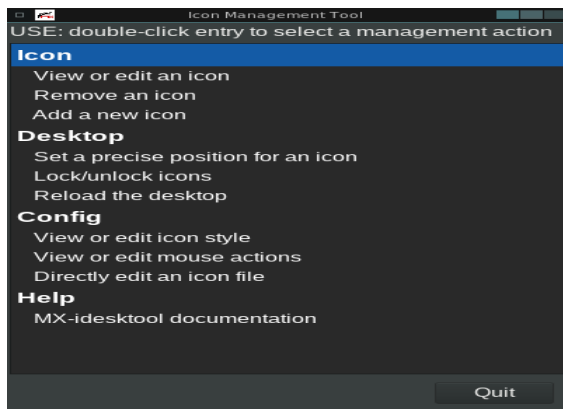 Icon Management Tool
USE: double-click entry to select a management action
Icon
View or edit an icon
Remove an icon
Add a new icon
Desktop
Set a precise position for an icon
Lock/unlock icons
Reload the desktop
Config
View or edit icon style
View or edit mouse actions
Directly edit an icon file
Help
MX-idesktool documentation
Quit